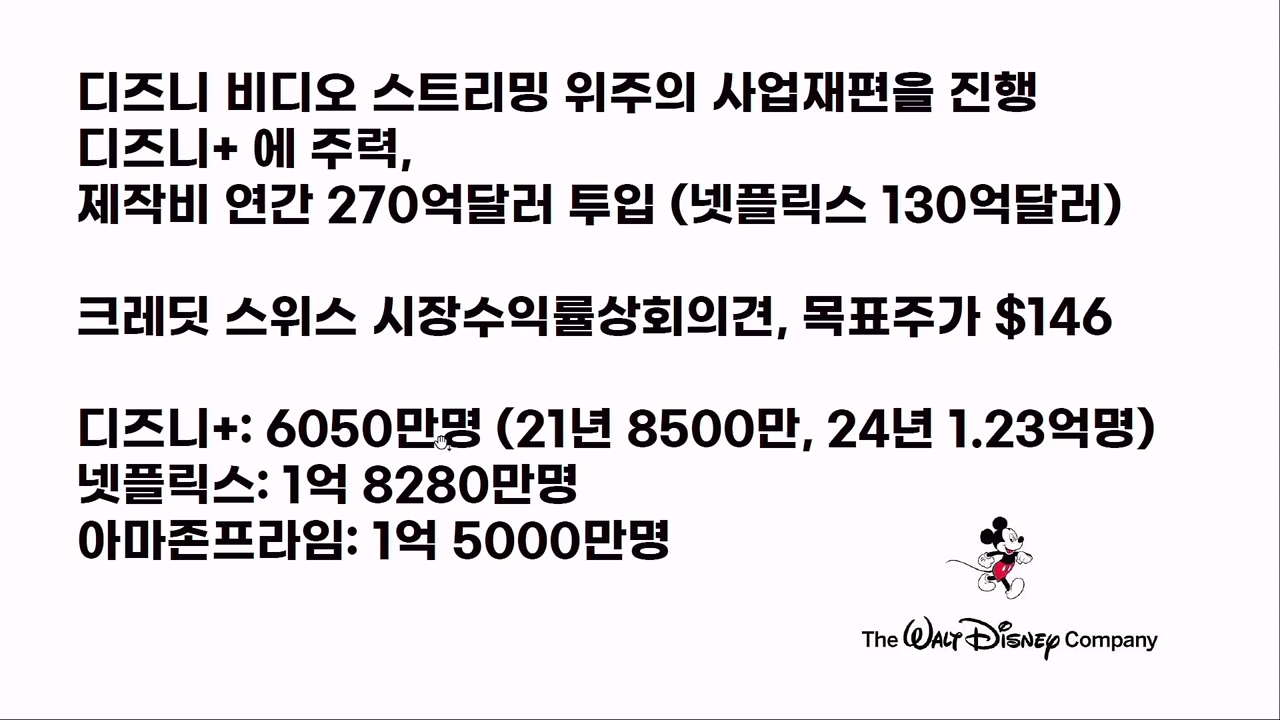 디즈니 비디오 스트리밍 위주의 사업재편을 진행
디즈니+ 에 주력,
제작비 연간 270억달러 투입 (넷플릭스 130억달러)
크레딧 스위스 시장수익률상회의견, 목표주가 $146
디즈니+: 6050만명 (21년 8500만, 24년 1.23억명)
넷플릭스: 1억 8280만명
아마존프라임: 1억 5000만명
The WALT DISNEY Company